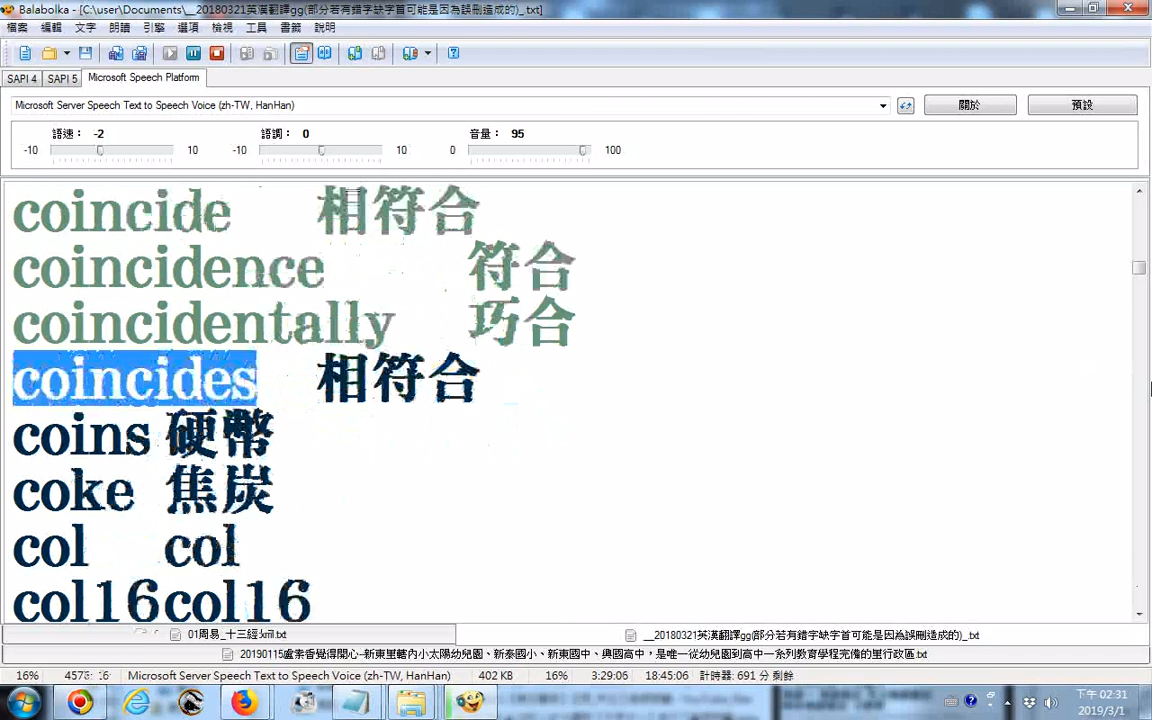 Balabolka - [C:\user\Documents\__20180321英漢翻譯gg(部分若有錯字缺字首可能是因為誤刪造成的)_.txt]
檔案 編輯 文字 朗讀 引擎 選項 檢視 工具 書籤 說明
SAPI 4 SAPI 5 Microsoft Speech Platform
Microsoft Server Speech Text to Speech Voice (zh-TW, HanHan) 關於 預設
語速： -2 語調： 0 音量： 95
-10 10 -10 10 0 100
coincide 相符合
coincidence 符合
coincidentally 巧合
coincides 相符合
coins 硬幣
coke 焦炭
col col
col16col16
01周易_十三經.txt __20180321英漢翻譯gg(部分若有錯字缺字首可能是因為誤刪造成的)_.txt
20190115盧素香覺得開心-新東里轄內小太陽幼兒園、新泰國小、新東國中、興國高中，是唯一從幼兒園到高中一系列教育學程完備的里行政區.txt
16% Microsoft Server Speech Text to Speech Voice (zh-TW, HanHan) 402 KB 16% 3:29:06 18:45:06 計時器: 691 分 剩餘
下午 02:31
2019/3/1